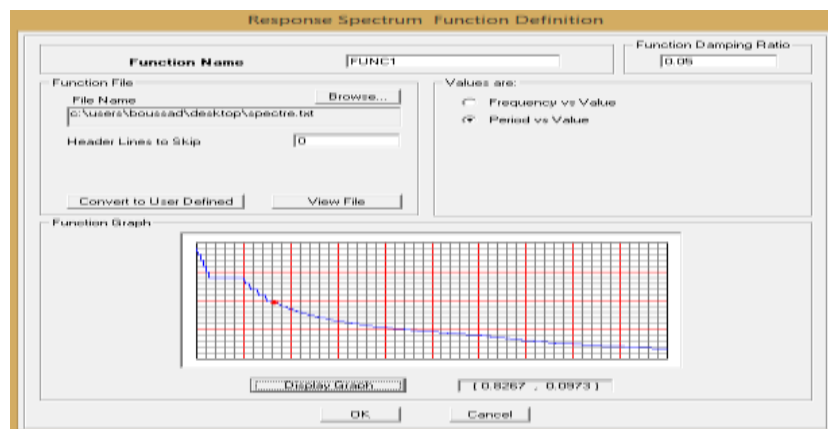 Response Spectrum Function Definition
Function Name
FUNC1
Function Damping Ratio
0.05
Function File
File Name
Browse...
c:\users\boussad\desktop\spectre.txt
Header Lines to Skip
0
Convert to User Defined
View File
Values are:
Frequency vs Value
Period vs Value
Function Graph
Display Graph
( 0.8267 , 0.0973 )
OK
Cancel